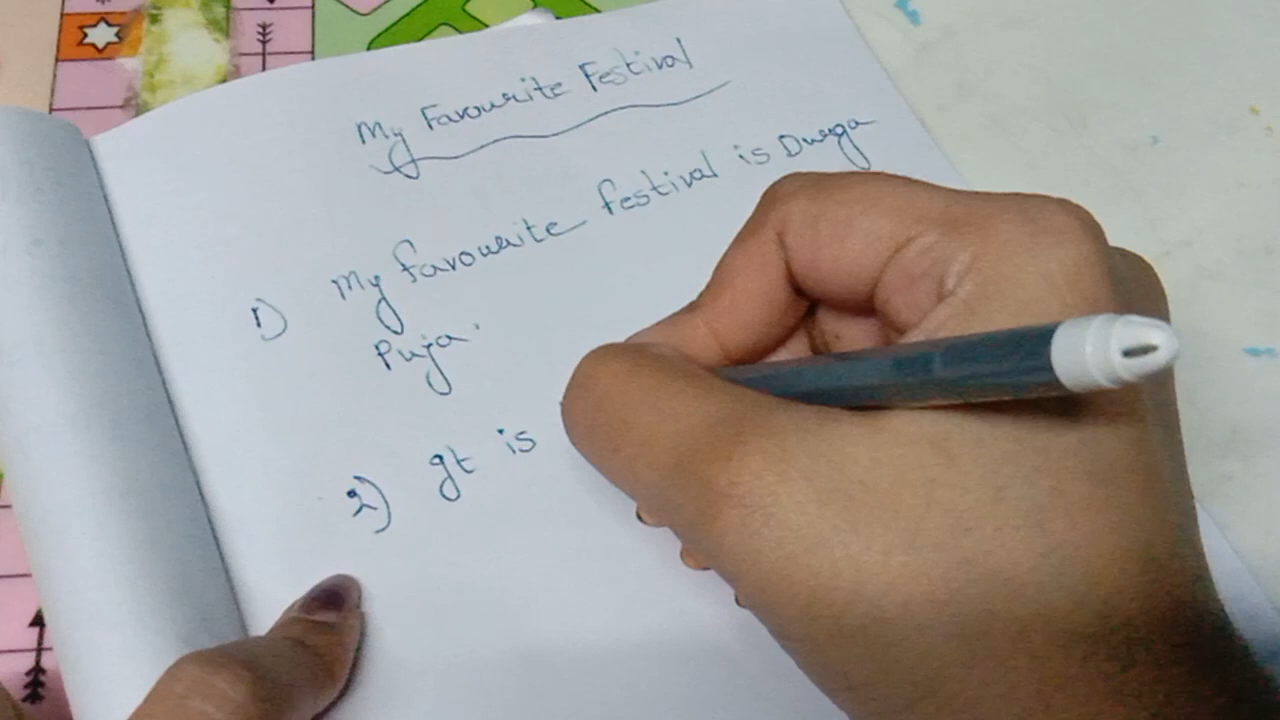 My Favourite Festival
1) My favourite festival is Durga
Puja.
2) It is